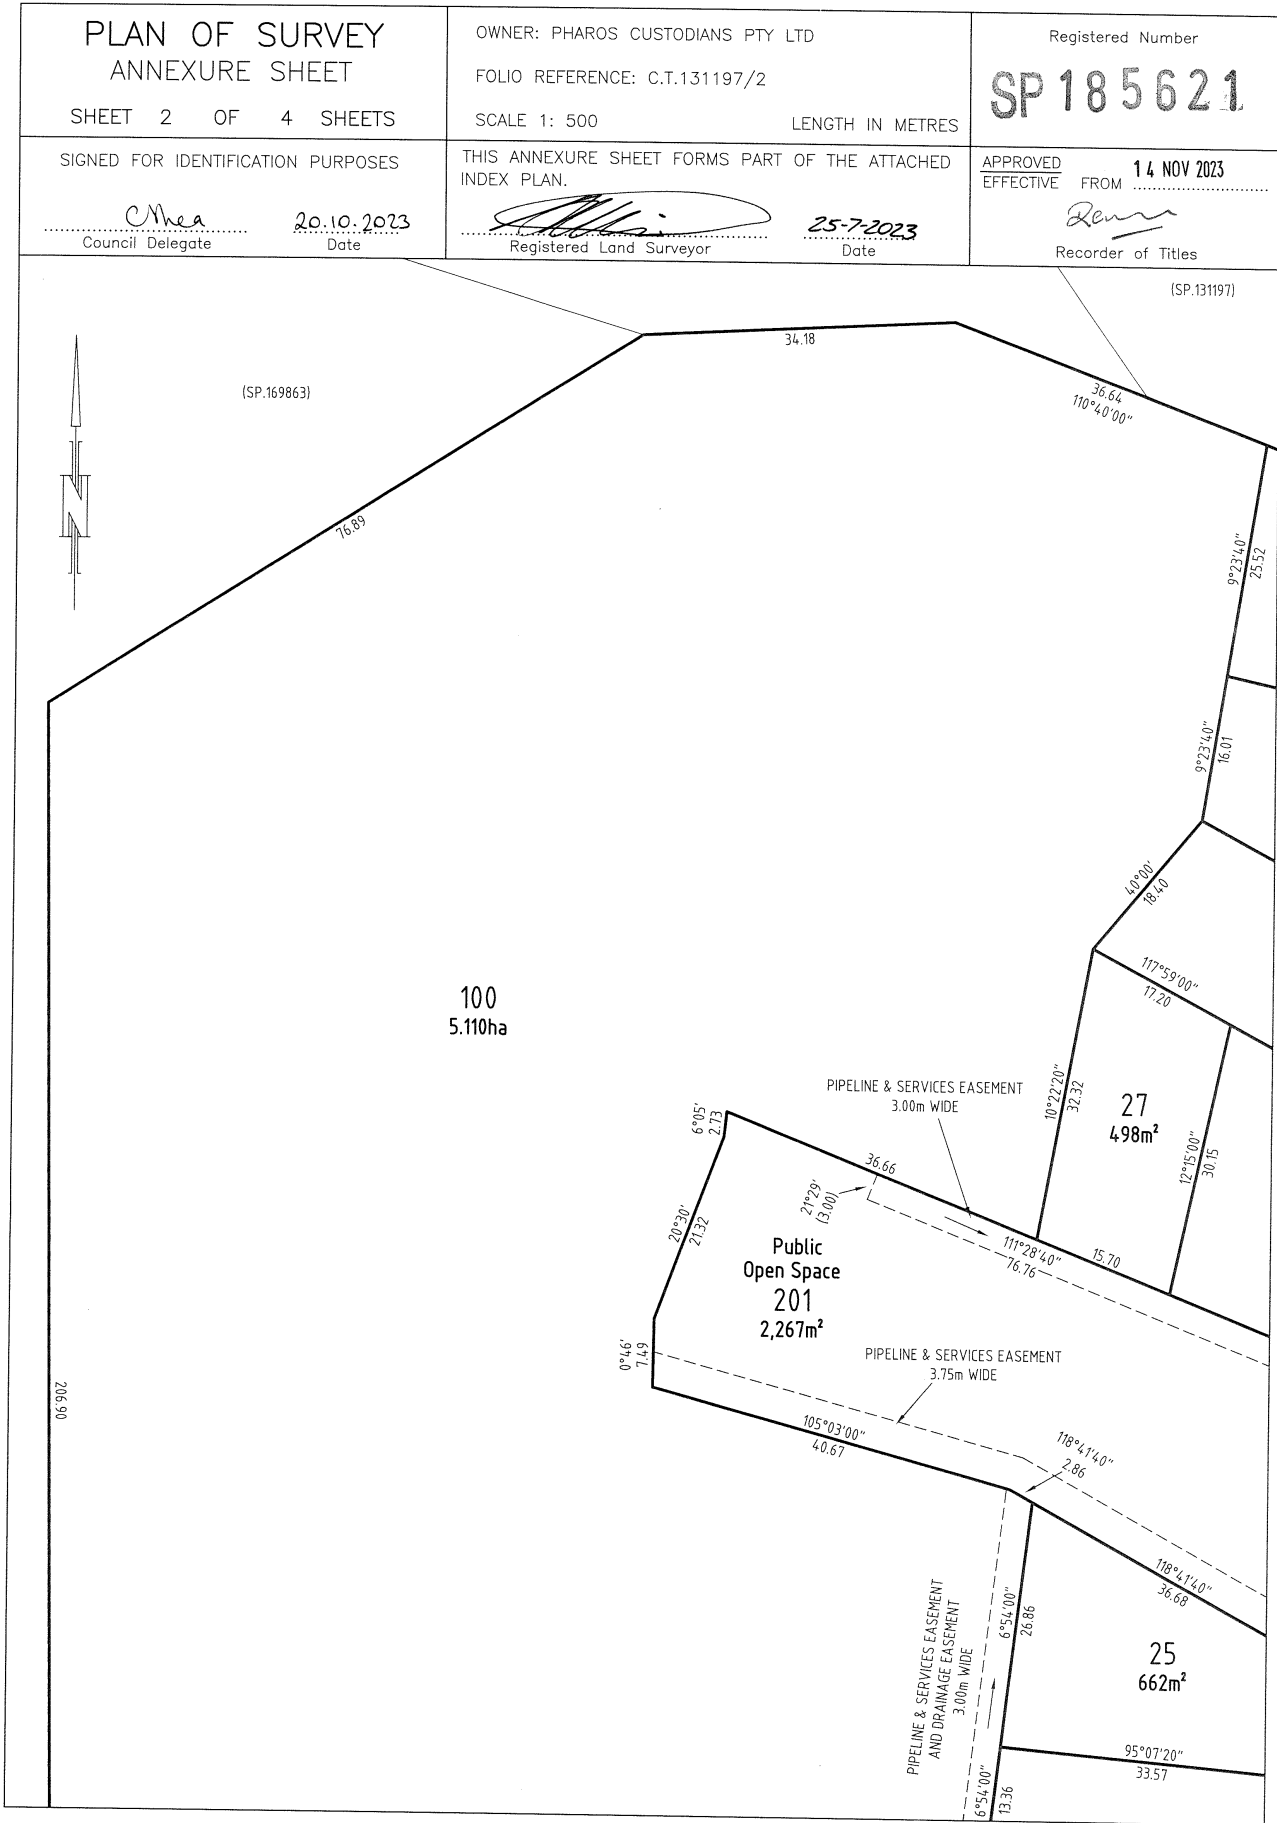 PLAN OF SURVEY
ANNEXURE SHEET
SHEET 2 OF 4 SHEETS
OWNER: PHAROS CUSTODIANS PTY LTD
FOLIO REFERENCE: C.T.131197/2
SCALE 1: 500 LENGTH IN METRES
Registered Number
SP 185621
SIGNED FOR IDENTIFICATION PURPOSES
20.10.2023
Council Delegate Date
THIS ANNEXURE SHEET FORMS PART OF THE ATTACHED
INDEX PLAN.
25-7-2023
Registered Land Surveyor Date
APPROVED
EFFECTIVE FROM 14 NOV 2023
Recorder of Titles
(SP.131197)
34.18
36.64
110°40'00"
(SP.169863)
N
76.89
9°23'40"
25.52
9°23'40"
16.01
40°00'
18.40
117°59'00"
17.20
100
5.110ha
PIPELINE & SERVICES EASEMENT
3.00m WIDE
10°22'20"
32.32
27
498m²
12°15'00"
30.15
6°05'
2.73
36.66
21°29'
(3.00)
20°30'
21.32
111°28'40"
76.76
15.70
Public
Open Space
201
2,267m²
0°46'
7.49
PIPELINE & SERVICES EASEMENT
3.75m WIDE
206.90
105°03'00"
40.67
118°41'40"
2.86
118°41'40"
36.68
PIPELINE & SERVICES EASEMENT
AND DRAINAGE EASEMENT
3.00m WIDE
6°54'00"
26.86
25
662m²
95°07'20"
33.57
6°54'00"
13.36